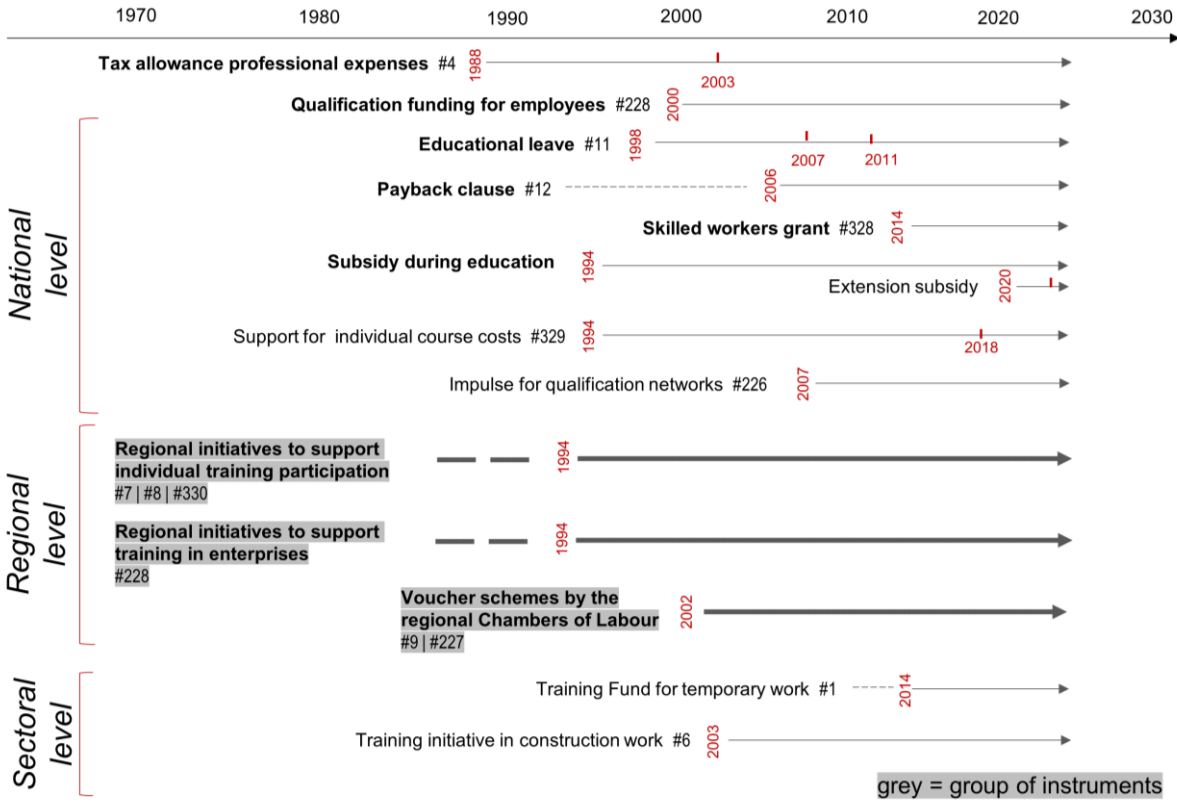 1970 1980 1990 2000 2010 2020 2030
Tax allowance professional expenses #4 1988
2003
Qualification funding for employees #228 2000
National level
Educational leave #11 1998
2007 2011
Payback clause #12 2006
Skilled workers grant #328 2014
Subsidy during education 1994
Extension subsidy 2020
Support for individual course costs #329 1994
2018
Impulse for qualification networks #226 2007
Regional level
Regional initiatives to support
individual training participation
#7 | #8 | #330
1994
Regional initiatives to support
training in enterprises
#228
1994
Voucher schemes by the
regional Chambers of Labour
#9 | #227
2002
Sectoral level
Training Fund for temporary work #1 2014
Training initiative in construction work #6 2003
grey = group of instruments